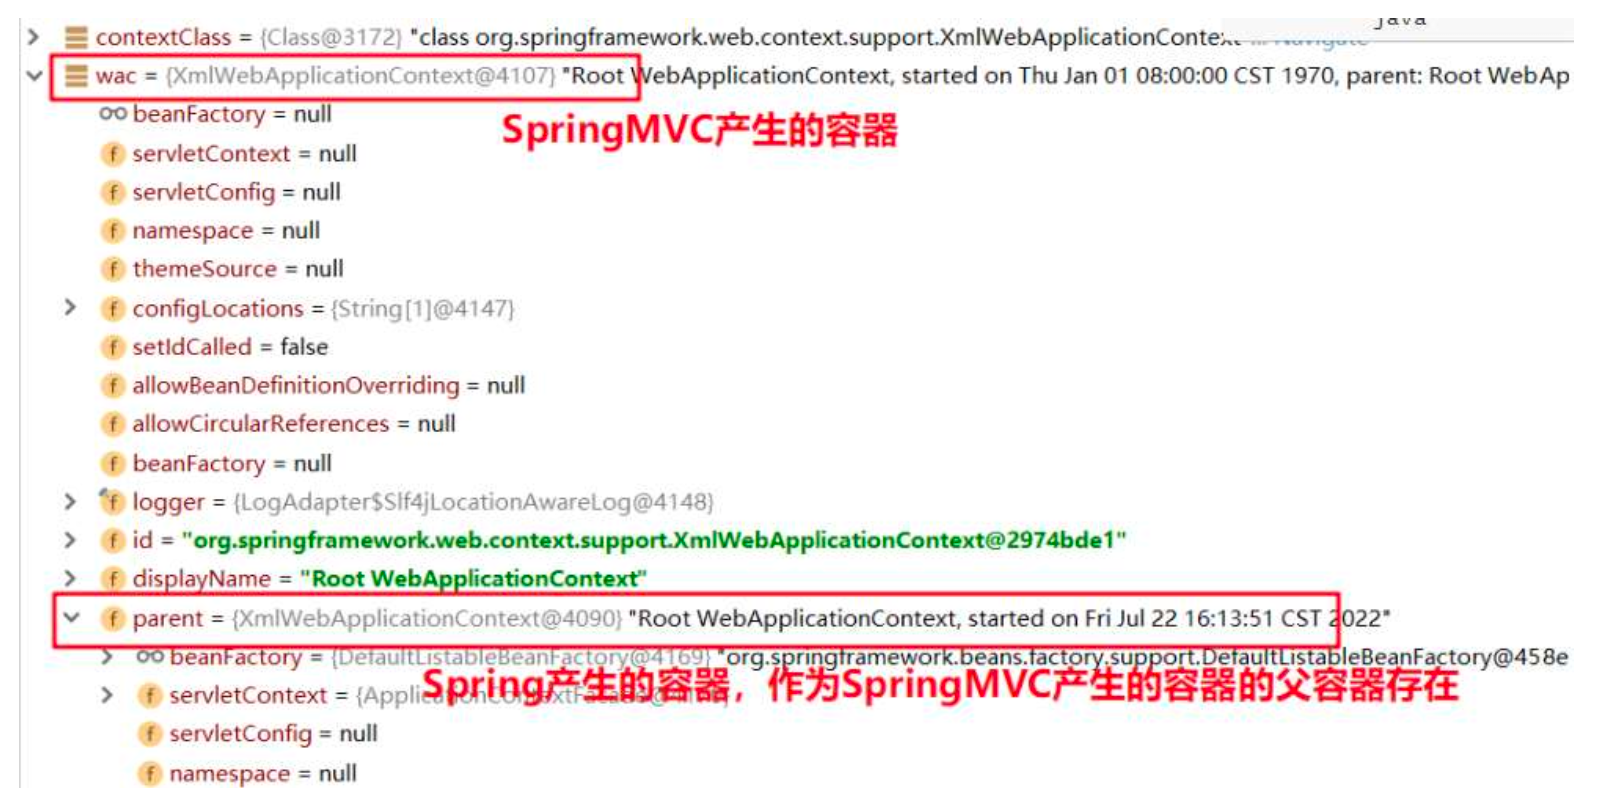 java
contextClass = {Class@3172} "class org.springframework.web.context.support.XmlWebApplicationContext" ... Navigate
wac = {XmlWebApplicationContext@4107} "Root WebApplicationContext, started on Thu Jan 01 08:00:00 CST 1970, parent: Root WebAp
beanFactory = null
SpringMVC产生的容器
servletContext = null
servletConfig = null
namespace = null
themeSource = null
configLocations = {String[1]@4147}
setIdCalled = false
allowBeanDefinitionOverriding = null
allowCircularReferences = null
beanFactory = null
logger = {LogAdapter$Slf4jLocationAwareLog@4148}
id = "org.springframework.web.context.support.XmlWebApplicationContext@2974bde1"
displayName = "Root WebApplicationContext"
parent = {XmlWebApplicationContext@4090} "Root WebApplicationContext, started on Fri Jul 22 16:13:51 CST 2022"
beanFactory = {DefaultListableBeanFactory@4169} "org.springframework.beans.factory.support.DefaultListableBeanFactory@458e
Spring产生的容器，作为SpringMVC产生的容器的父容器存在
servletContext =
servletConfig = null
namespace = null